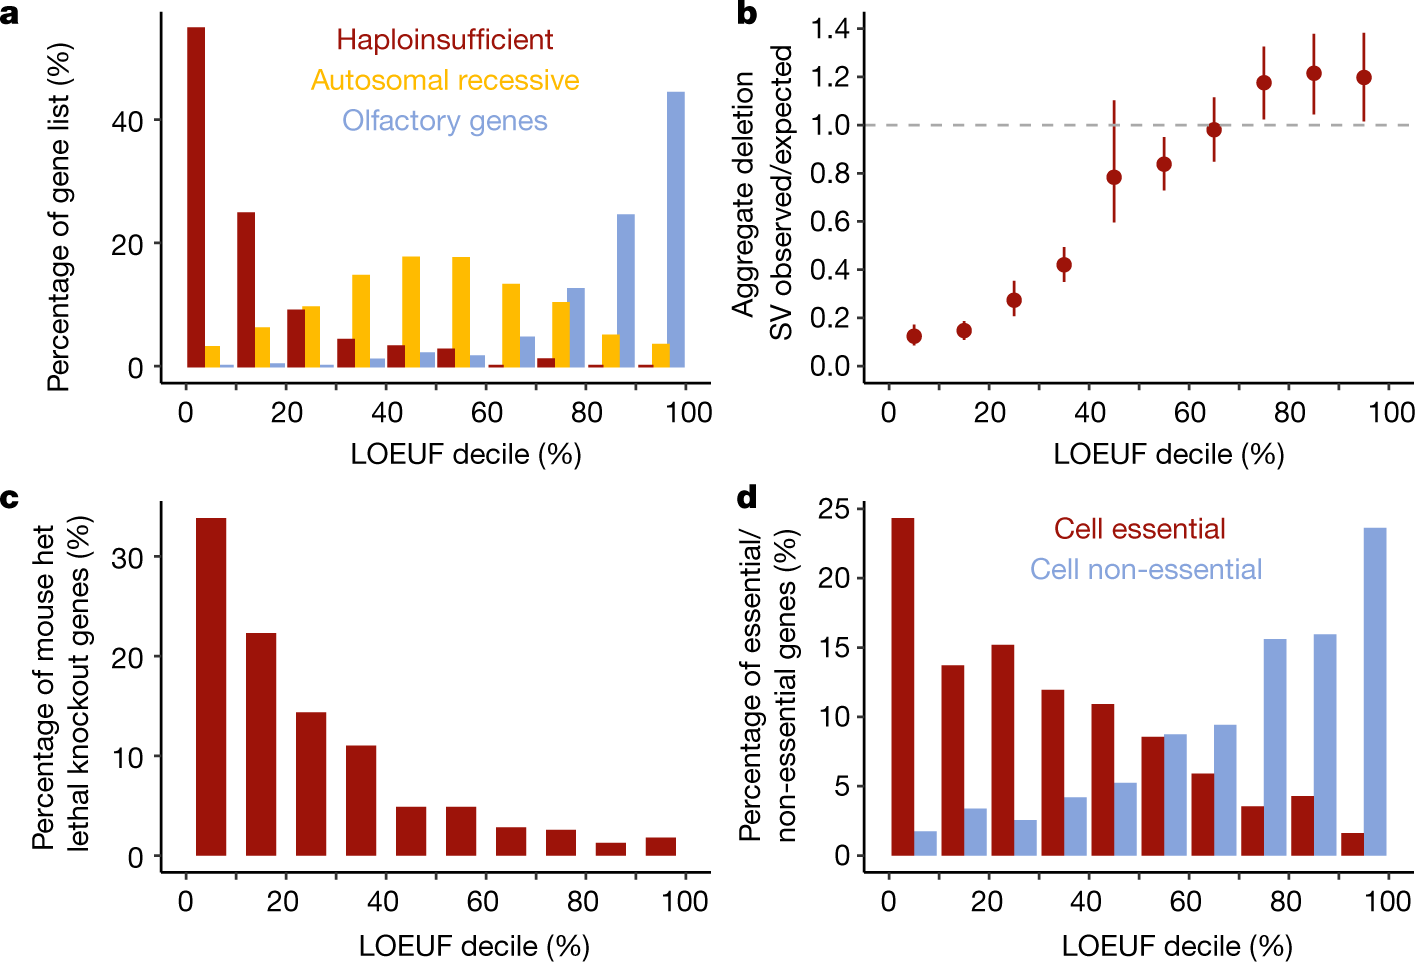 a
Percentage of gene list (%)
Haploinsufficient
Autosomal recessive
Olfactory genes
40
20
0
0 20 40 60 80 100
LOEUF decile (%)
b
Aggregate deletion
SV observed/expected
1.4
1.2
1.0
0.8
0.6
0.4
0.2
0.0
0 20 40 60 80 100
LOEUF decile (%)
c
Percentage of mouse het
lethal knockout genes (%)
30
20
10
0
0 20 40 60 80 100
LOEUF decile (%)
d
Percentage of essential/
non-essential genes (%)
Cell essential
Cell non-essential
25
20
15
10
5
0
0 20 40 60 80 100
LOEUF decile (%)